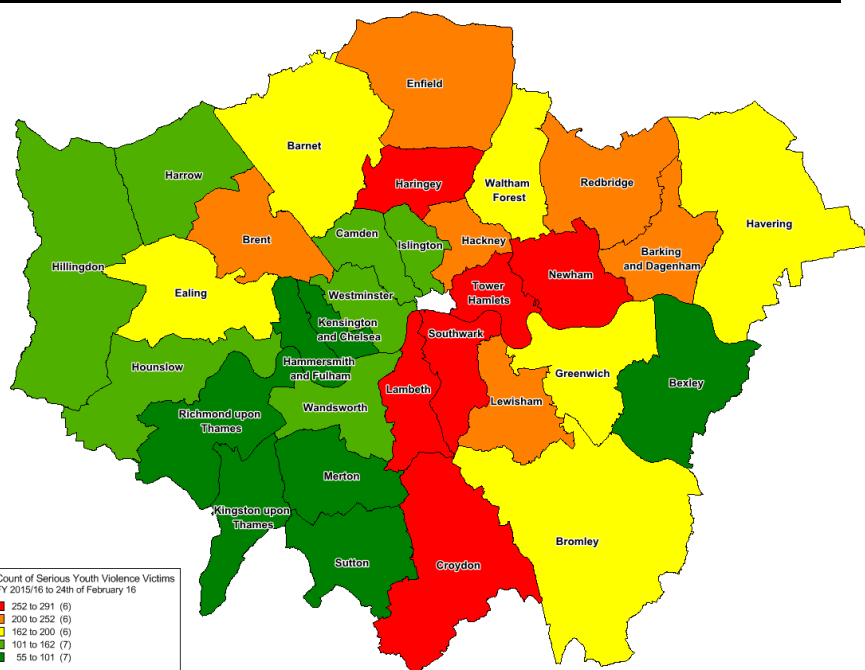 Enfield
Barnet
Harrow
Haringey
Waltham
Forest
Redbridge
Havering
Brent
Camden
Islington
Hackney
Barking
and Dagenham
Hillingdon
Ealing
Westminster
Tower
Hamlets
Newham
Kensington
and Chelsea
Southwark
Hounslow
Hammersmith
and Fulham
Lambeth
Greenwich
Bexley
Richmond upon
Thames
Wandsworth
Lewisham
Merton
Kingston upon
Thames
Sutton
Croydon
Bromley
Count of Serious Youth Violence Victims
FY 2015/16 to 24th of February 16
252 to 291 (6)
200 to 252 (6)
162 to 200 (6)
101 to 162 (7)
55 to 101 (7)